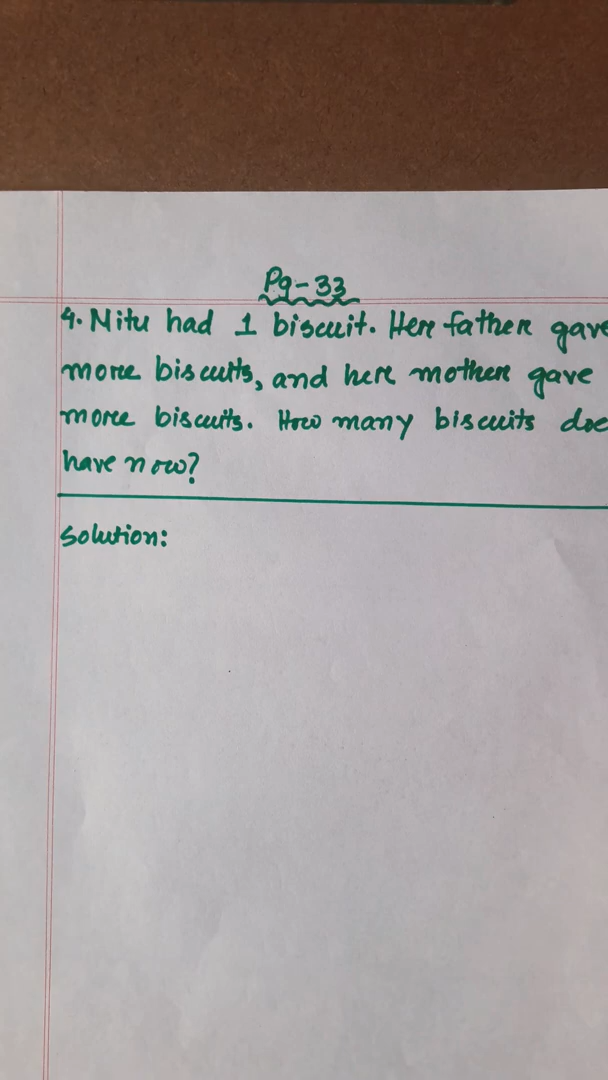 Pg-33
4. Nitu had 1 biscuit. Her father gave
more biscuits, and her mother gave
more biscuits. How many biscuits doe
have now?
Solution: